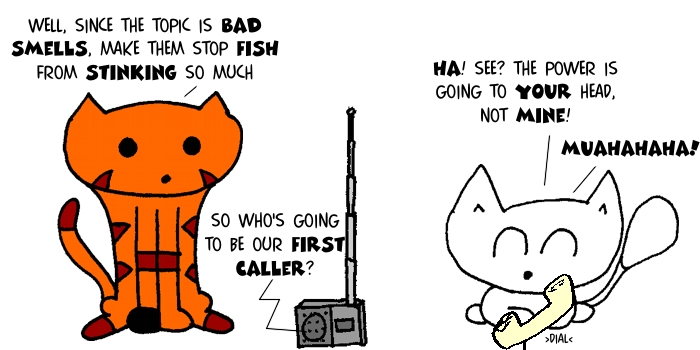 WELL, SINCE THE TOPIC IS BAD
SMELLS, MAKE THEM STOP FISH
FROM STINKING SO MUCH
SO WHO'S GOING
TO BE OUR FIRST
CALLER?
HA! SEE? THE POWER IS
GOING TO YOUR HEAD,
NOT MINE!
MUAHAHAHA!
>DIAL<